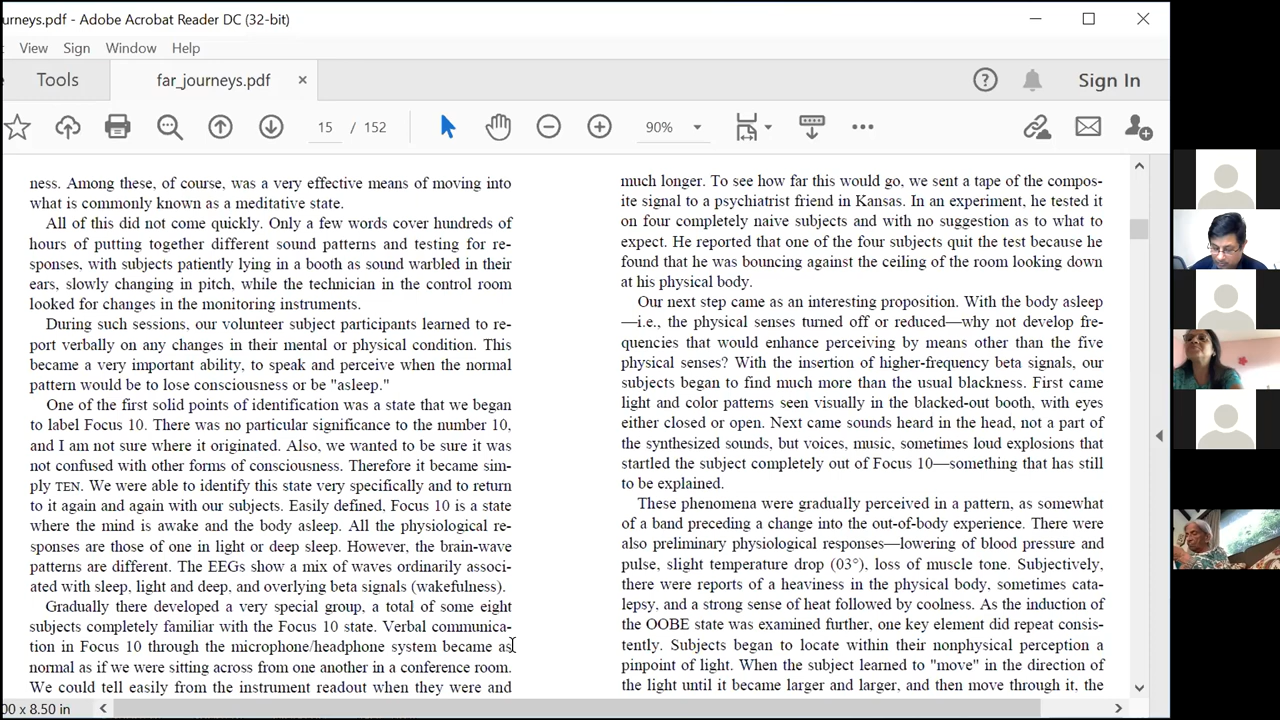 urneys.pdf - Adobe Acrobat Reader DC (32-bit)
View Sign Window Help
Tools far_journeys.pdf Sign In
15 / 152 90%
ness. Among these, of course, was a very effective means of moving into
what is commonly known as a meditative state.
All of this did not come quickly. Only a few words cover hundreds of
hours of putting together different sound patterns and testing for re-
sponses, with subjects patiently lying in a booth as sound warbled in their
ears, slowly changing in pitch, while the technician in the control room
looked for changes in the monitoring instruments.
During such sessions, our volunteer subject participants learned to re-
port verbally on any changes in their mental or physical condition. This
became a very important ability, to speak and perceive when the normal
pattern would be to lose consciousness or be "asleep."
One of the first solid points of identification was a state that we began
to label Focus 10. There was no particular significance to the number 10,
and I am not sure where it originated. Also, we wanted to be sure it was
not confused with other forms of consciousness. Therefore it became sim-
ply TEN. We were able to identify this state very specifically and to return
to it again and again with our subjects. Easily defined, Focus 10 is a state
where the mind is awake and the body asleep. All the physiological re-
sponses are those of one in light or deep sleep. However, the brain-wave
patterns are different. The EEGs show a mix of waves ordinarily associ-
ated with sleep, light and deep, and overlying beta signals (wakefulness).
Gradually there developed a very special group, a total of some eight
subjects completely familiar with the Focus 10 state. Verbal communica-
tion in Focus 10 through the microphone/headphone system became as
normal as if we were sitting across from one another in a conference room.
We could tell easily from the instrument readout when they were and
much longer. To see how far this would go, we sent a tape of the compos-
ite signal to a psychiatrist friend in Kansas. In an experiment, he tested it
on four completely naive subjects and with no suggestion as to what to
expect. He reported that one of the four subjects quit the test because he
found that he was bouncing against the ceiling of the room looking down
at his physical body.
Our next step came as an interesting proposition. With the body asleep
—i.e., the physical senses turned off or reduced—why not develop fre-
quencies that would enhance perceiving by means other than the five
physical senses? With the insertion of higher-frequency beta signals, our
subjects began to find much more than the usual blackness. First came
light and color patterns seen visually in the blacked-out booth, with eyes
either closed or open. Next came sounds heard in the head, not a part of
the synthesized sounds, but voices, music, sometimes loud explosions that
startled the subject completely out of Focus 10—something that has still
to be explained.
These phenomena were gradually perceived in a pattern, as somewhat
of a band preceding a change into the out-of-body experience. There were
also preliminary physiological responses—lowering of blood pressure and
pulse, slight temperature drop (03°), loss of muscle tone. Subjectively,
there were reports of a heaviness in the physical body, sometimes cata-
lepsy, and a strong sense of heat followed by coolness. As the induction of
the OOBE state was examined further, one key element did repeat consis-
tently. Subjects began to locate within their nonphysical perception a
pinpoint of light. When the subject learned to "move" in the direction of
the light until it became larger and larger, and then move through it, the
00 x 8.50 in